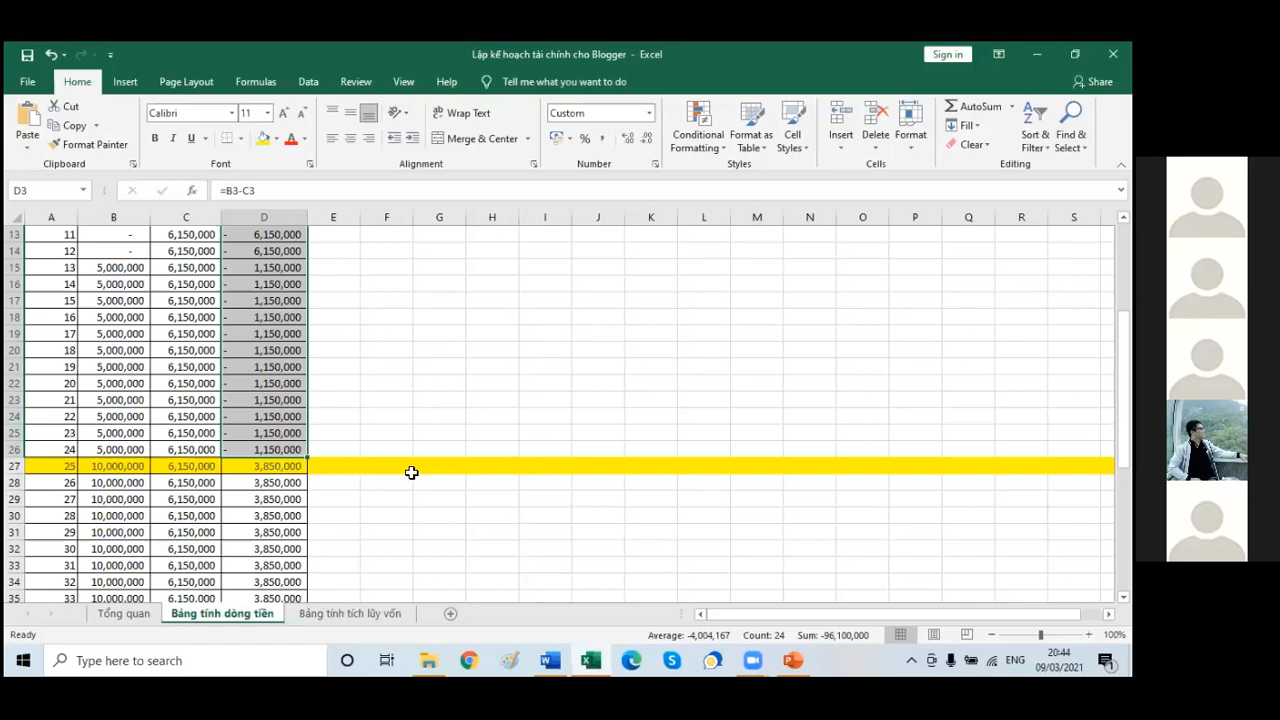 Lập kế hoạch tài chính cho Blogger - Excel
Sign in
File Home Insert Page Layout Formulas Data Review View Help Tell me what you want to do Share
Paste
Cut
Copy
Format Painter
Clipboard
Calibri 11
B I U
Font
Wrap Text
Merge & Center
Alignment
Custom
Number
Conditional Formatting
Format as Table
Cell Styles
Styles
Insert
Delete
Format
Cells
AutoSum
Fill
Clear
Sort & Filter
Find & Select
Editing
D3 fx =B3-C3
A B C D E F G H I J K L M N O P Q R S
13 11 - 6,150,000 - 6,150,000
14 12 - 6,150,000 - 6,150,000
15 13 5,000,000 6,150,000 - 1,150,000
16 14 5,000,000 6,150,000 - 1,150,000
17 15 5,000,000 6,150,000 - 1,150,000
18 16 5,000,000 6,150,000 - 1,150,000
19 17 5,000,000 6,150,000 - 1,150,000
20 18 5,000,000 6,150,000 - 1,150,000
21 19 5,000,000 6,150,000 - 1,150,000
22 20 5,000,000 6,150,000 - 1,150,000
23 21 5,000,000 6,150,000 - 1,150,000
24 22 5,000,000 6,150,000 - 1,150,000
25 23 5,000,000 6,150,000 - 1,150,000
26 24 5,000,000 6,150,000 - 1,150,000
27 25 10,000,000 6,150,000 3,850,000
28 26 10,000,000 6,150,000 3,850,000
29 27 10,000,000 6,150,000 3,850,000
30 28 10,000,000 6,150,000 3,850,000
31 29 10,000,000 6,150,000 3,850,000
32 30 10,000,000 6,150,000 3,850,000
33 31 10,000,000 6,150,000 3,850,000
34 32 10,000,000 6,150,000 3,850,000
35 33 10,000,000 6,150,000 3,850,000
Tổng quan Bảng tính dòng tiền Bảng tính tích lũy vốn
Ready Average: -4,004,167 Count: 24 Sum: -96,100,000 100%
Type here to search
ENG
20:44
09/03/2021
1